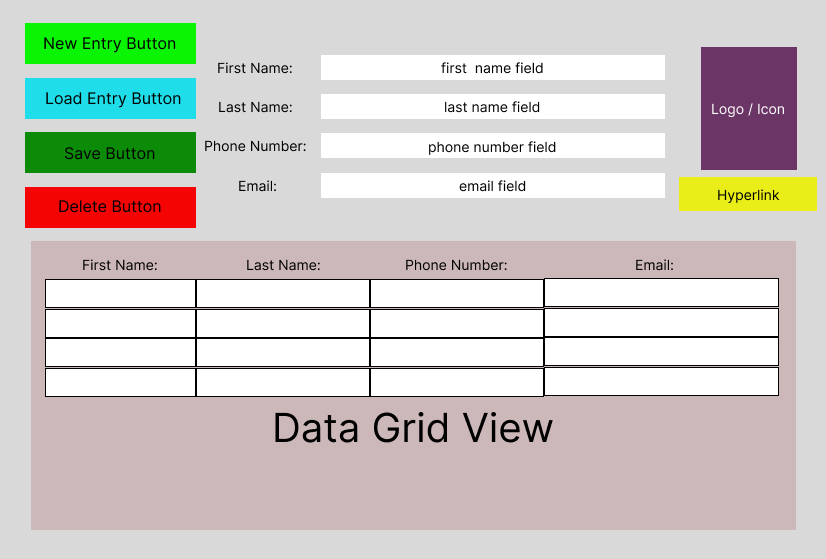 New Entry Button
Load Entry Button
Save Button
Delete Button
First Name:
first  name field
Last Name:
last name field
Phone Number:
phone number field
Email:
email field
Logo / Icon
Hyperlink
First Name:
Last Name:
Phone Number:
Email:
Data Grid View